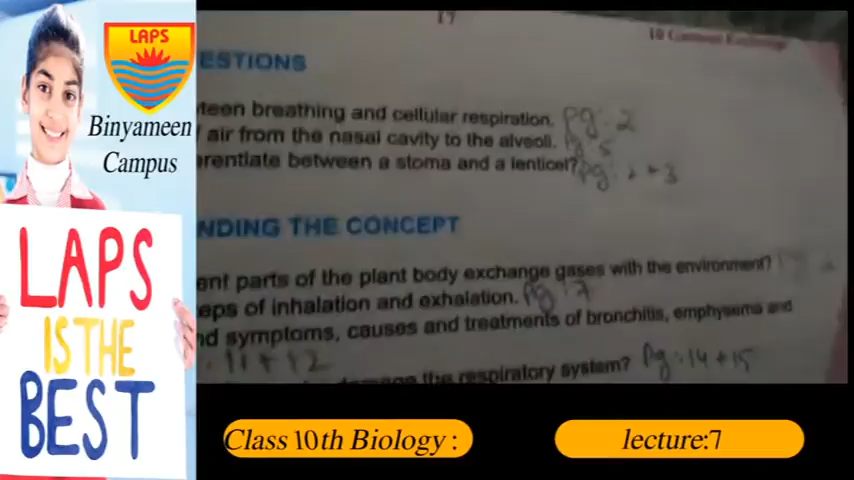 LAPS
Binyameen
Campus
LAPS
IS THE
BEST
17
10 Gaseous Exchange
ESTIONS
teen breathing and cellular respiration. Pg: 2
air from the nasal cavity to the alveoli. Pg: 5
rentiate between a stoma and a lenticel? Pg: 2 + 3
NDING THE CONCEPT
ent parts of the plant body exchange gases with the environment? Pg 2
eps of inhalation and exhalation. Pg: 7
nd symptoms, causes and treatments of bronchitis, emphysema and
: 11 + 12
damage the respiratory system? Pg: 14 + 15
Class 10th Biology :
lecture:7